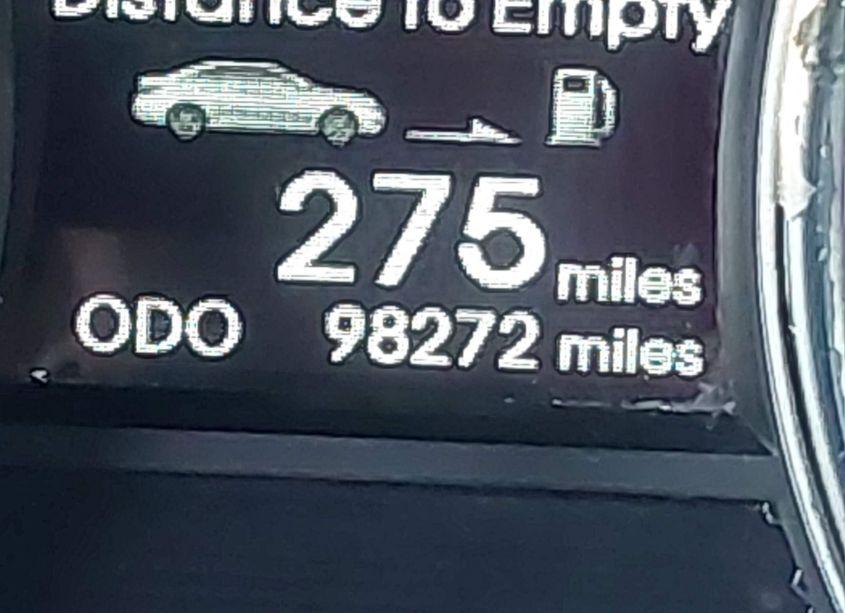 Distance to Empty
275 miles
ODO 98272 miles